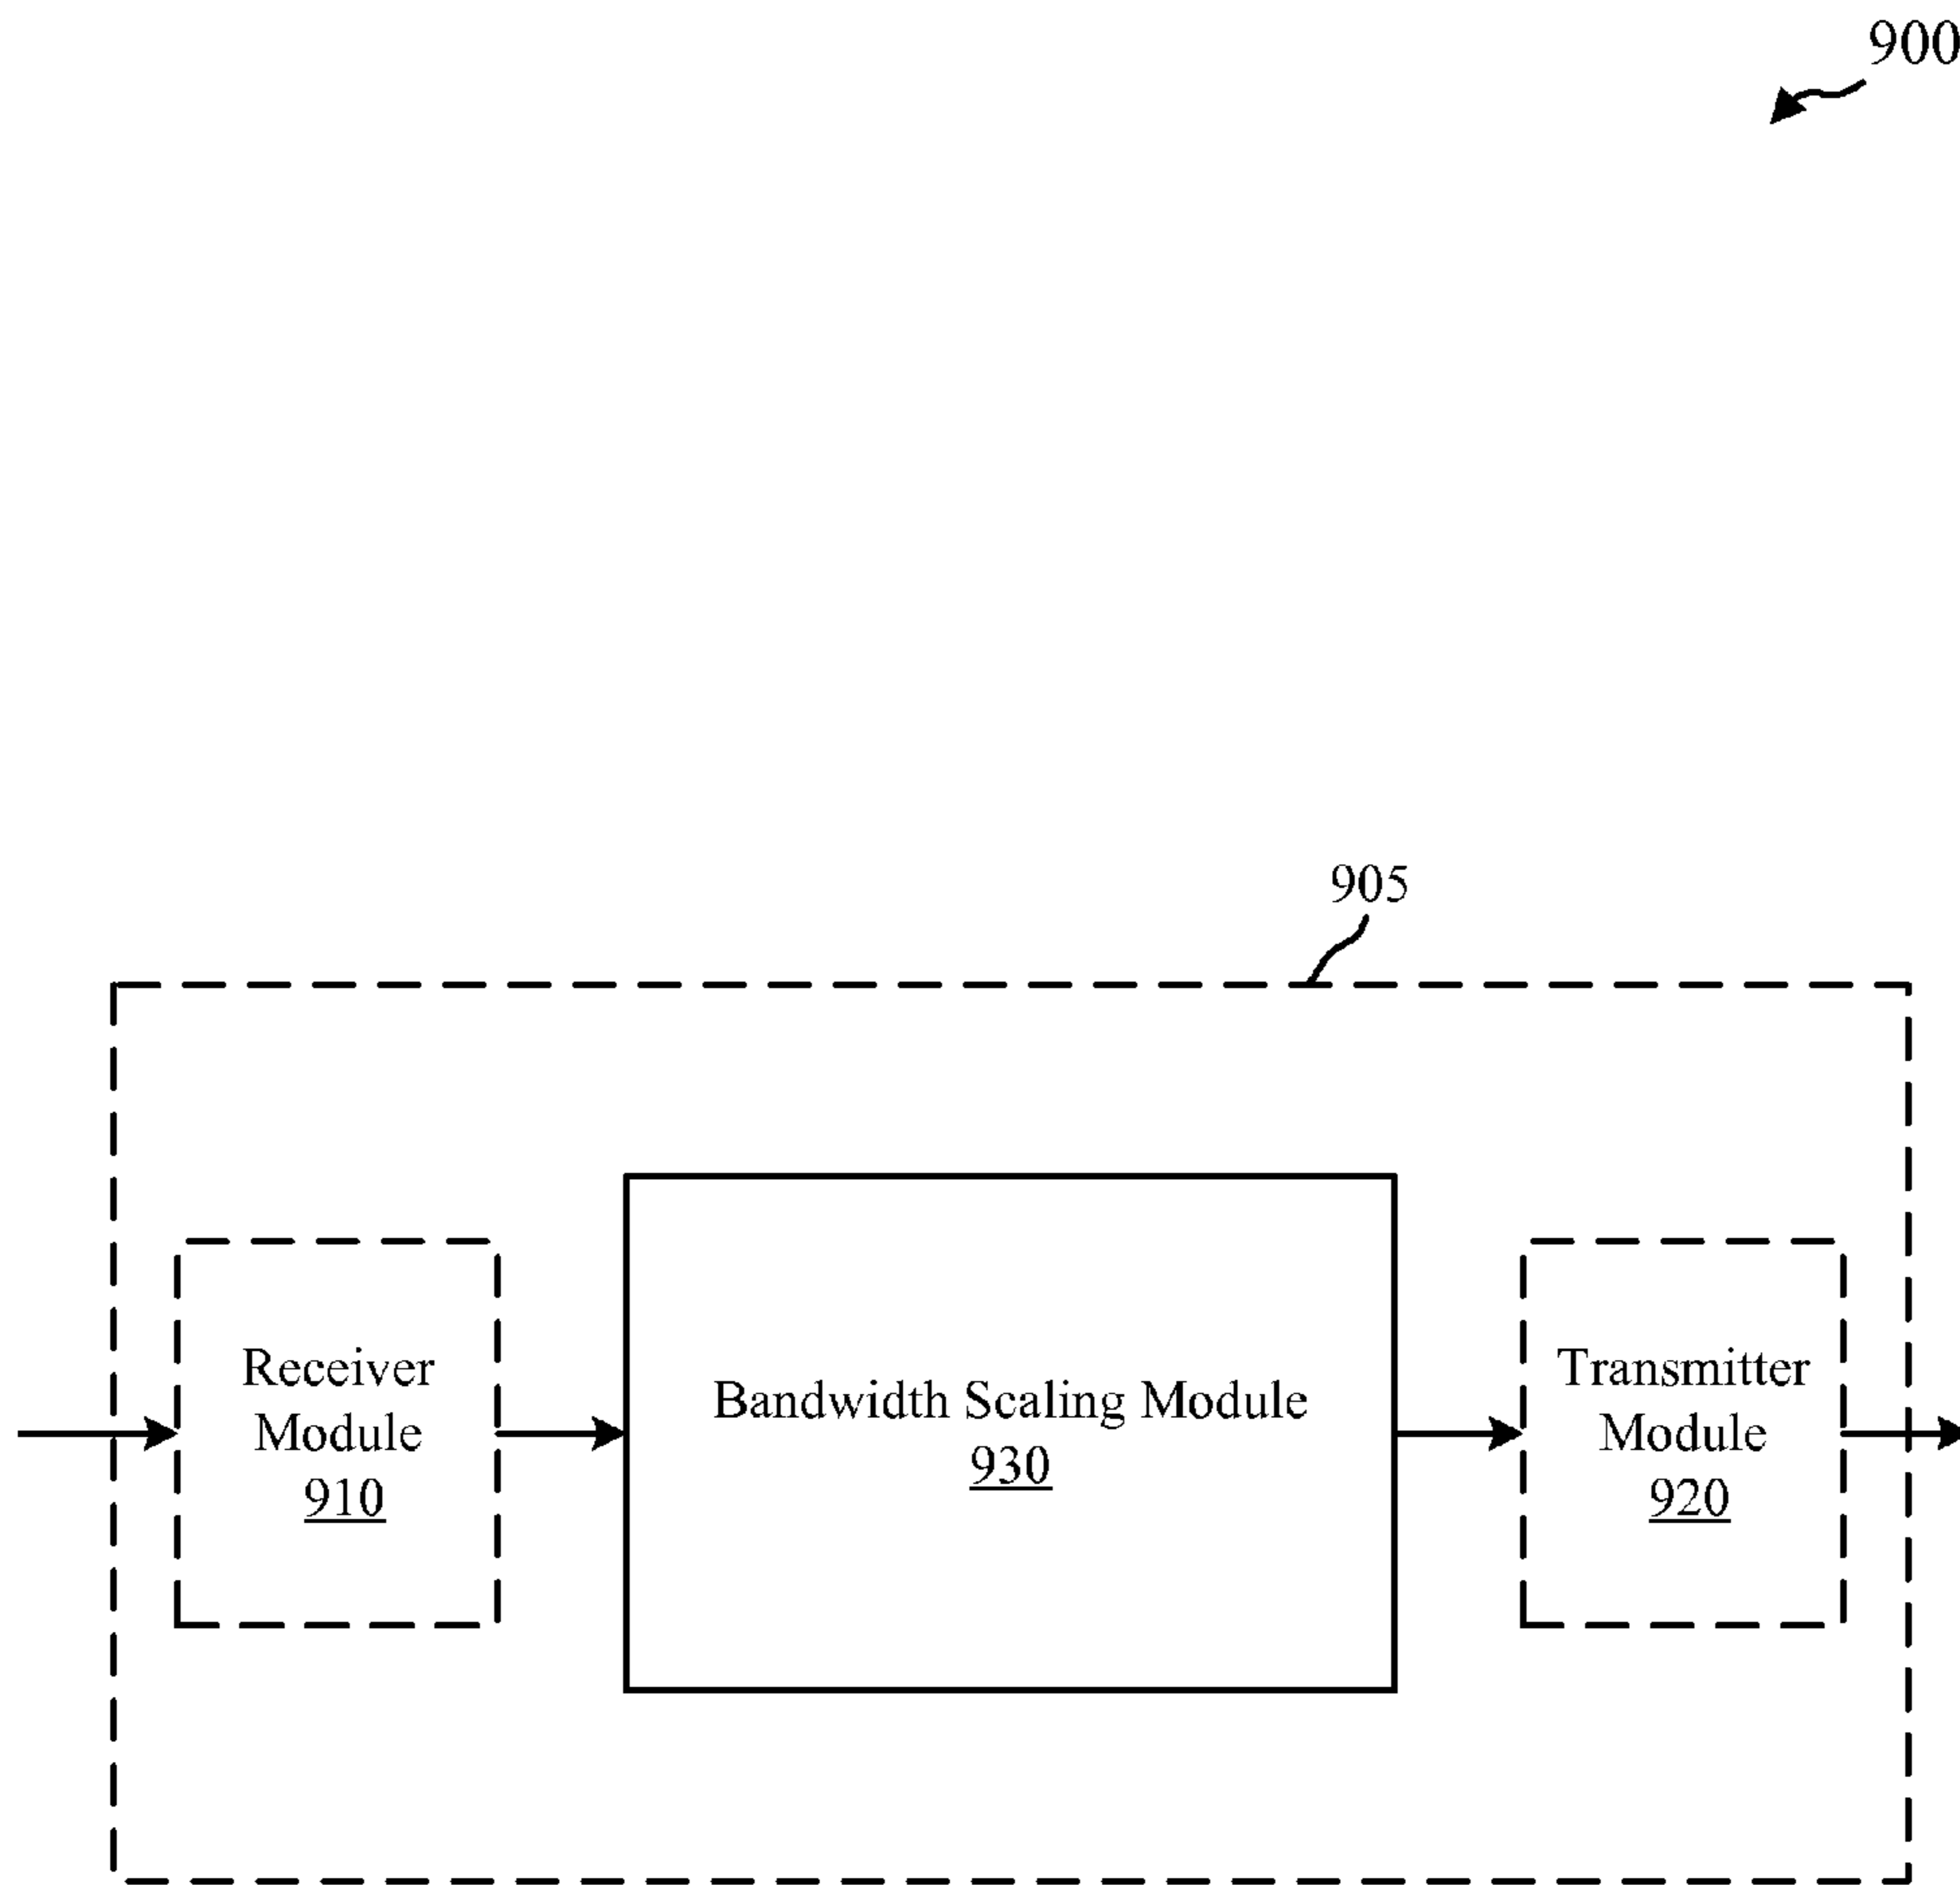 900
905
Receiver
Module
910
Bandwidth Scaling Module
930
Transmitter
Module
920